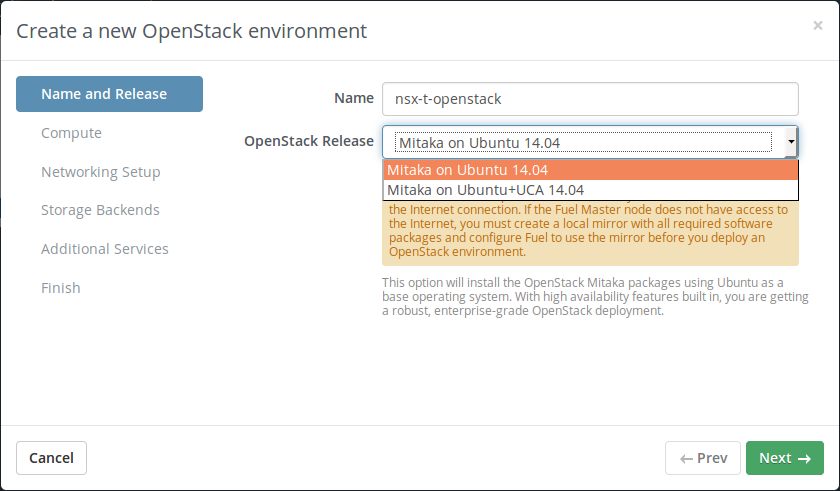 Create a new OpenStack environment
×
Name and Release
Compute
Networking Setup
Storage Backends
Additional Services
Finish
Name
nsx-t-openstack
OpenStack Release
Mitaka on Ubuntu 14.04
Mitaka on Ubuntu 14.04
Mitaka on Ubuntu+UCA 14.04
the Internet connection. If the Fuel Master node does not have access to
the Internet, you must create a local mirror with all required software
packages and configure Fuel to use the mirror before you deploy an
OpenStack environment.
This option will install the OpenStack Mitaka packages using Ubuntu as a
base operating system. With high availability features built in, you are getting
a robust, enterprise-grade OpenStack deployment.
Cancel
← Prev
Next →